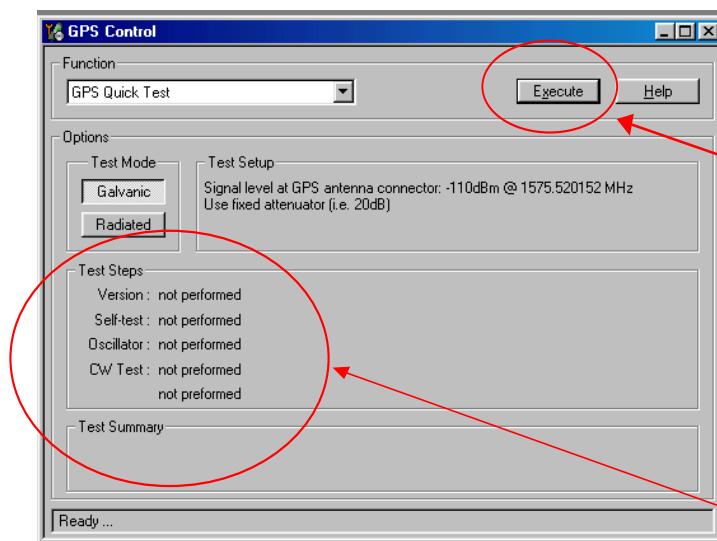 GPS Control
Function
GPS Quick Test
Execute
Help
Options
Test Mode
Galvanic
Radiated
Test Setup
Signal level at GPS antenna connector: -110dBm @ 1575.520152 MHz
Use fixed attenuator (i.e. 20dB)
Test Steps
Version : not performed
Self-test : not performed
Oscillator : not performed
CW Test : not performed
not preformed
Test Summary
Ready ...